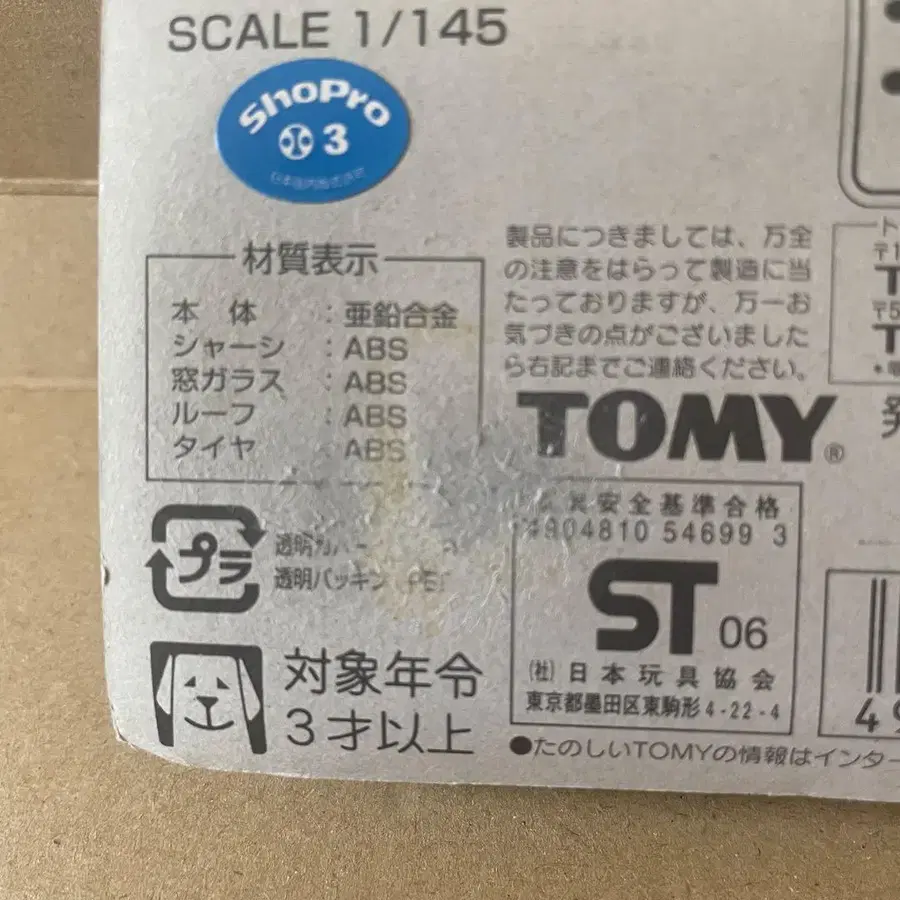 SCALE 1/145
ShoPro
3
材質表示
本体 : 亜鉛合金
シャーシ : ABS
窓ガラス : ABS
ルーフ : ABS
タイヤ : ABS
プラ
透明カバー
透明パッキン PET
対象年令
3才以上
製品につきましては、万全
の注意をはらって製造に当
たっておりますが、万一お
気づきの点がございました
ら右記までご連絡ください。
TOMY®
安全基準合格
4904810 54699 3
ST 06
(社)日本玩具協会
東京都墨田区東駒形4-22-4
●たのしいTOMYの情報はインター
〒1
T
〒5
T
49